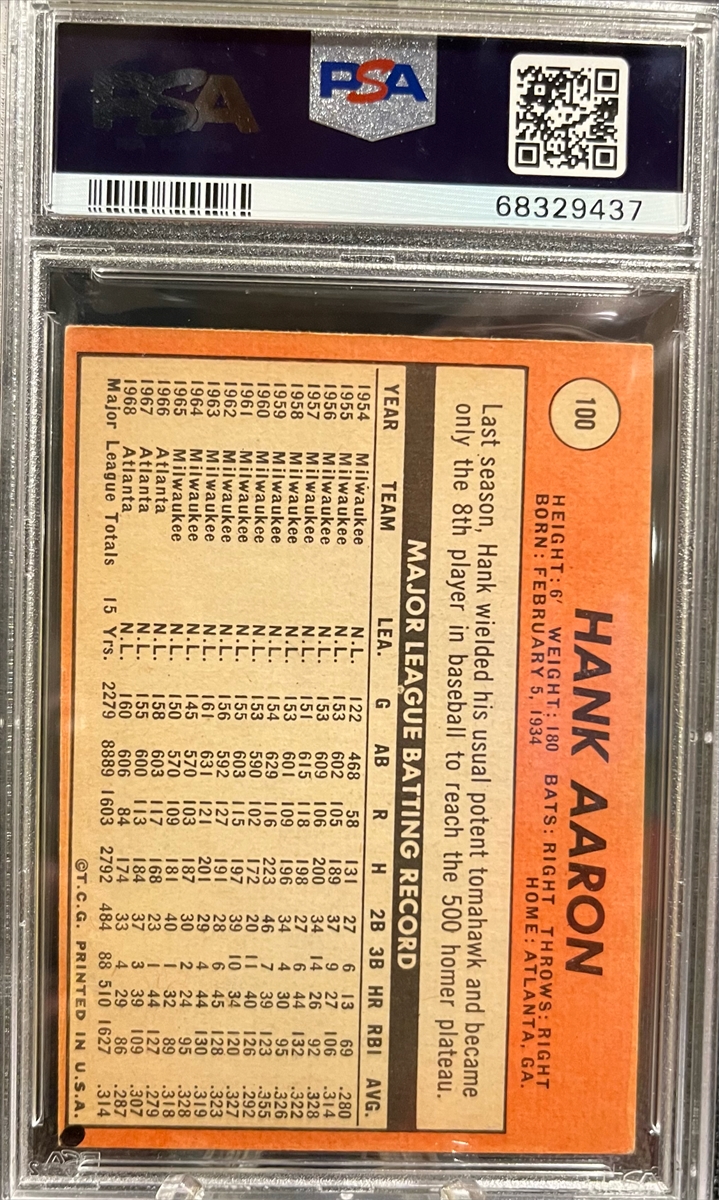 PSA
PSA
68329437
100
HANK AARON
HEIGHT: 6' WEIGHT: 180 BATS: RIGHT THROWS: RIGHT
BORN: FEBRUARY 5, 1934 HOME: ATLANTA, GA.
Last season, Hank wielded his usual potent tomahawk and became
only the 8th player in baseball to reach the 500 homer plateau.
MAJOR LEAGUE BATTING RECORD
YEAR TEAM LEA. G AB R H 2B 3B HR RBI AVG.
1954 Milwaukee N.L. 122 468 58 131 27 6 13 69 .280
1955 Milwaukee N.L. 153 602 105 189 37 9 27 106 .314
1956 Milwaukee N.L. 153 609 106 200 34 14 26 92 .328
1957 Milwaukee N.L. 151 615 118 198 27 6 44 132 .322
1958 Milwaukee N.L. 153 601 109 196 34 4 30 95 .326
1959 Milwaukee N.L. 154 629 116 223 46 7 39 123 .355
1960 Milwaukee N.L. 153 590 102 172 20 11 40 126 .292
1961 Milwaukee N.L. 155 603 115 197 39 10 34 120 .327
1962 Milwaukee N.L. 156 592 127 191 28 6 45 128 .323
1963 Milwaukee N.L. 161 631 121 201 29 4 44 130 .319
1964 Milwaukee N.L. 145 570 103 187 30 2 24 95 .328
1965 Milwaukee N.L. 150 570 109 181 40 1 32 89 .318
1966 Atlanta N.L. 158 603 117 168 23 1 44 127 .279
1967 Atlanta N.L. 155 600 113 184 37 3 39 109 .307
1968 Atlanta N.L. 160 606 84 174 33 4 29 86 .287
Major League Totals 15 Yrs. 2279 8889 1603 2792 484 88 510 1627 .314
©T.C.G. PRINTED IN U.S.A.